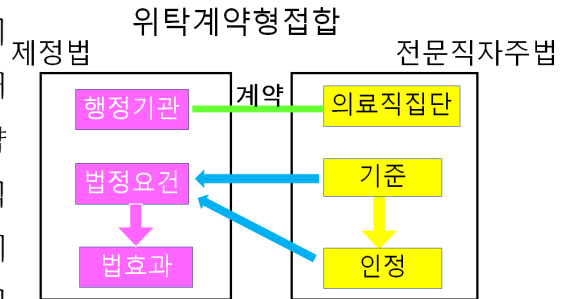 위탁계약형접합
제정법
전문직자주법
행정기관
계약
의료직집단
법정요건
기준
법효과
인정